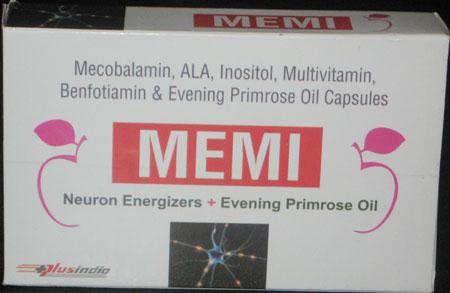 MEMI
Mecobalamin, ALA, Inositol, Multivitamin,
Benfotiamin & Evening Primrose Oil Capsules
MEMI
Neuron Energizers + Evening Primrose Oil
plusindia